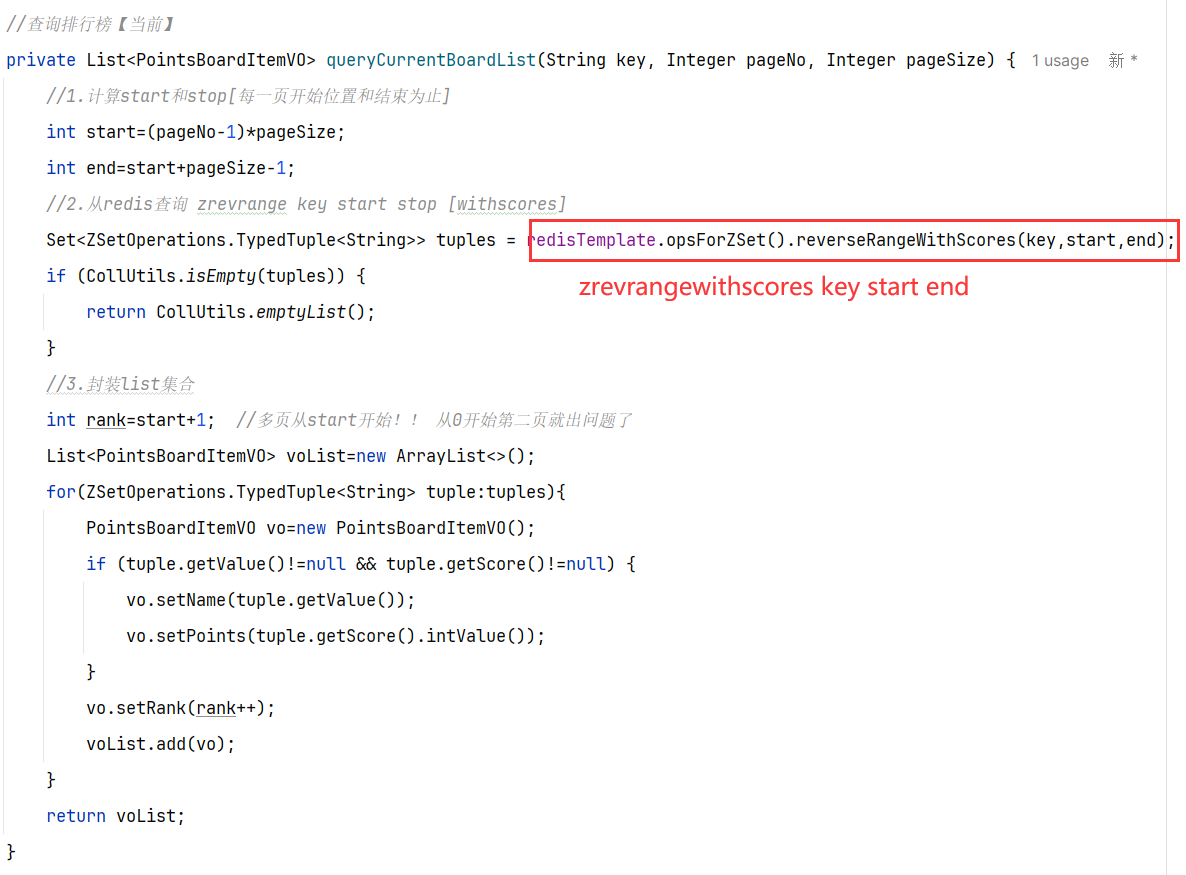 //查询排行榜【当前】
private List<PointsBoardItemVO> queryCurrentBoardList(String key, Integer pageNo, Integer pageSize) { 1 usage 新 *
//1.计算start和stop[每一页开始位置和结束为止]
int start=(pageNo-1)*pageSize;
int end=start+pageSize-1;
//2.从redis查询 zrevrange key start stop [withscores]
Set<ZSetOperations.TypedTuple<String>> tuples = redisTemplate.opsForZSet().reverseRangeWithScores(key,start,end);
if (CollUtils.isEmpty(tuples)) {
zrevrangewithscores key start end
return CollUtils.emptyList();
}
//3.封装list集合
int rank=start+1; //多页从start开始！！ 从0开始第二页就出问题了
List<PointsBoardItemVO> voList=new ArrayList<>();
for(ZSetOperations.TypedTuple<String> tuple:tuples){
PointsBoardItemVO vo=new PointsBoardItemVO();
if (tuple.getValue()!=null && tuple.getScore()!=null) {
vo.setName(tuple.getValue());
vo.setPoints(tuple.getScore().intValue());
}
vo.setRank(rank++);
voList.add(vo);
}
return voList;
}